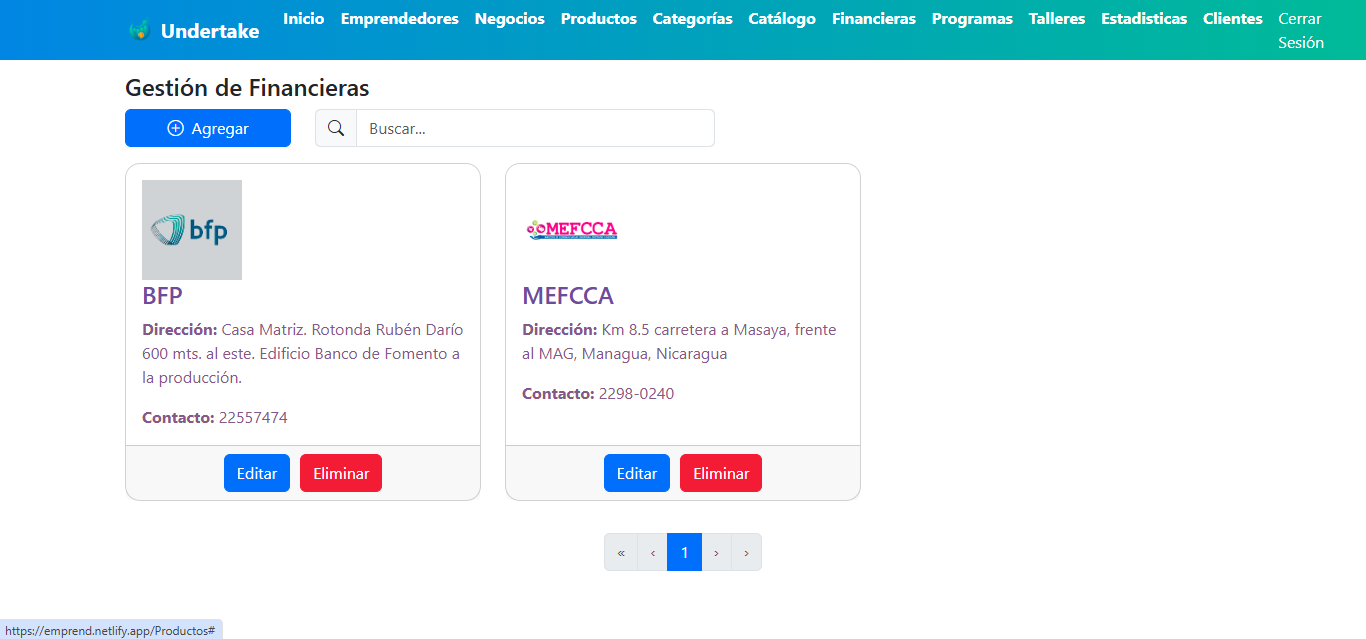 Undertake
Inicio Emprendedores Negocios Productos Categorías Catálogo Financieras Programas Talleres Estadisticas Clientes Cerrar
Sesión
Gestión de Financieras
Agregar
Buscar...
bfp
BFP
Dirección: Casa Matriz. Rotonda Rubén Darío
600 mts. al este. Edificio Banco de Fomento a
la producción.
Contacto: 22557474
Editar Eliminar
MEFCCA
MEFCCA
Dirección: Km 8.5 carretera a Masaya, frente
al MAG, Managua, Nicaragua
Contacto: 2298-0240
Editar Eliminar
« ‹ 1 › ›
https://emprend.netlify.app/Productos#